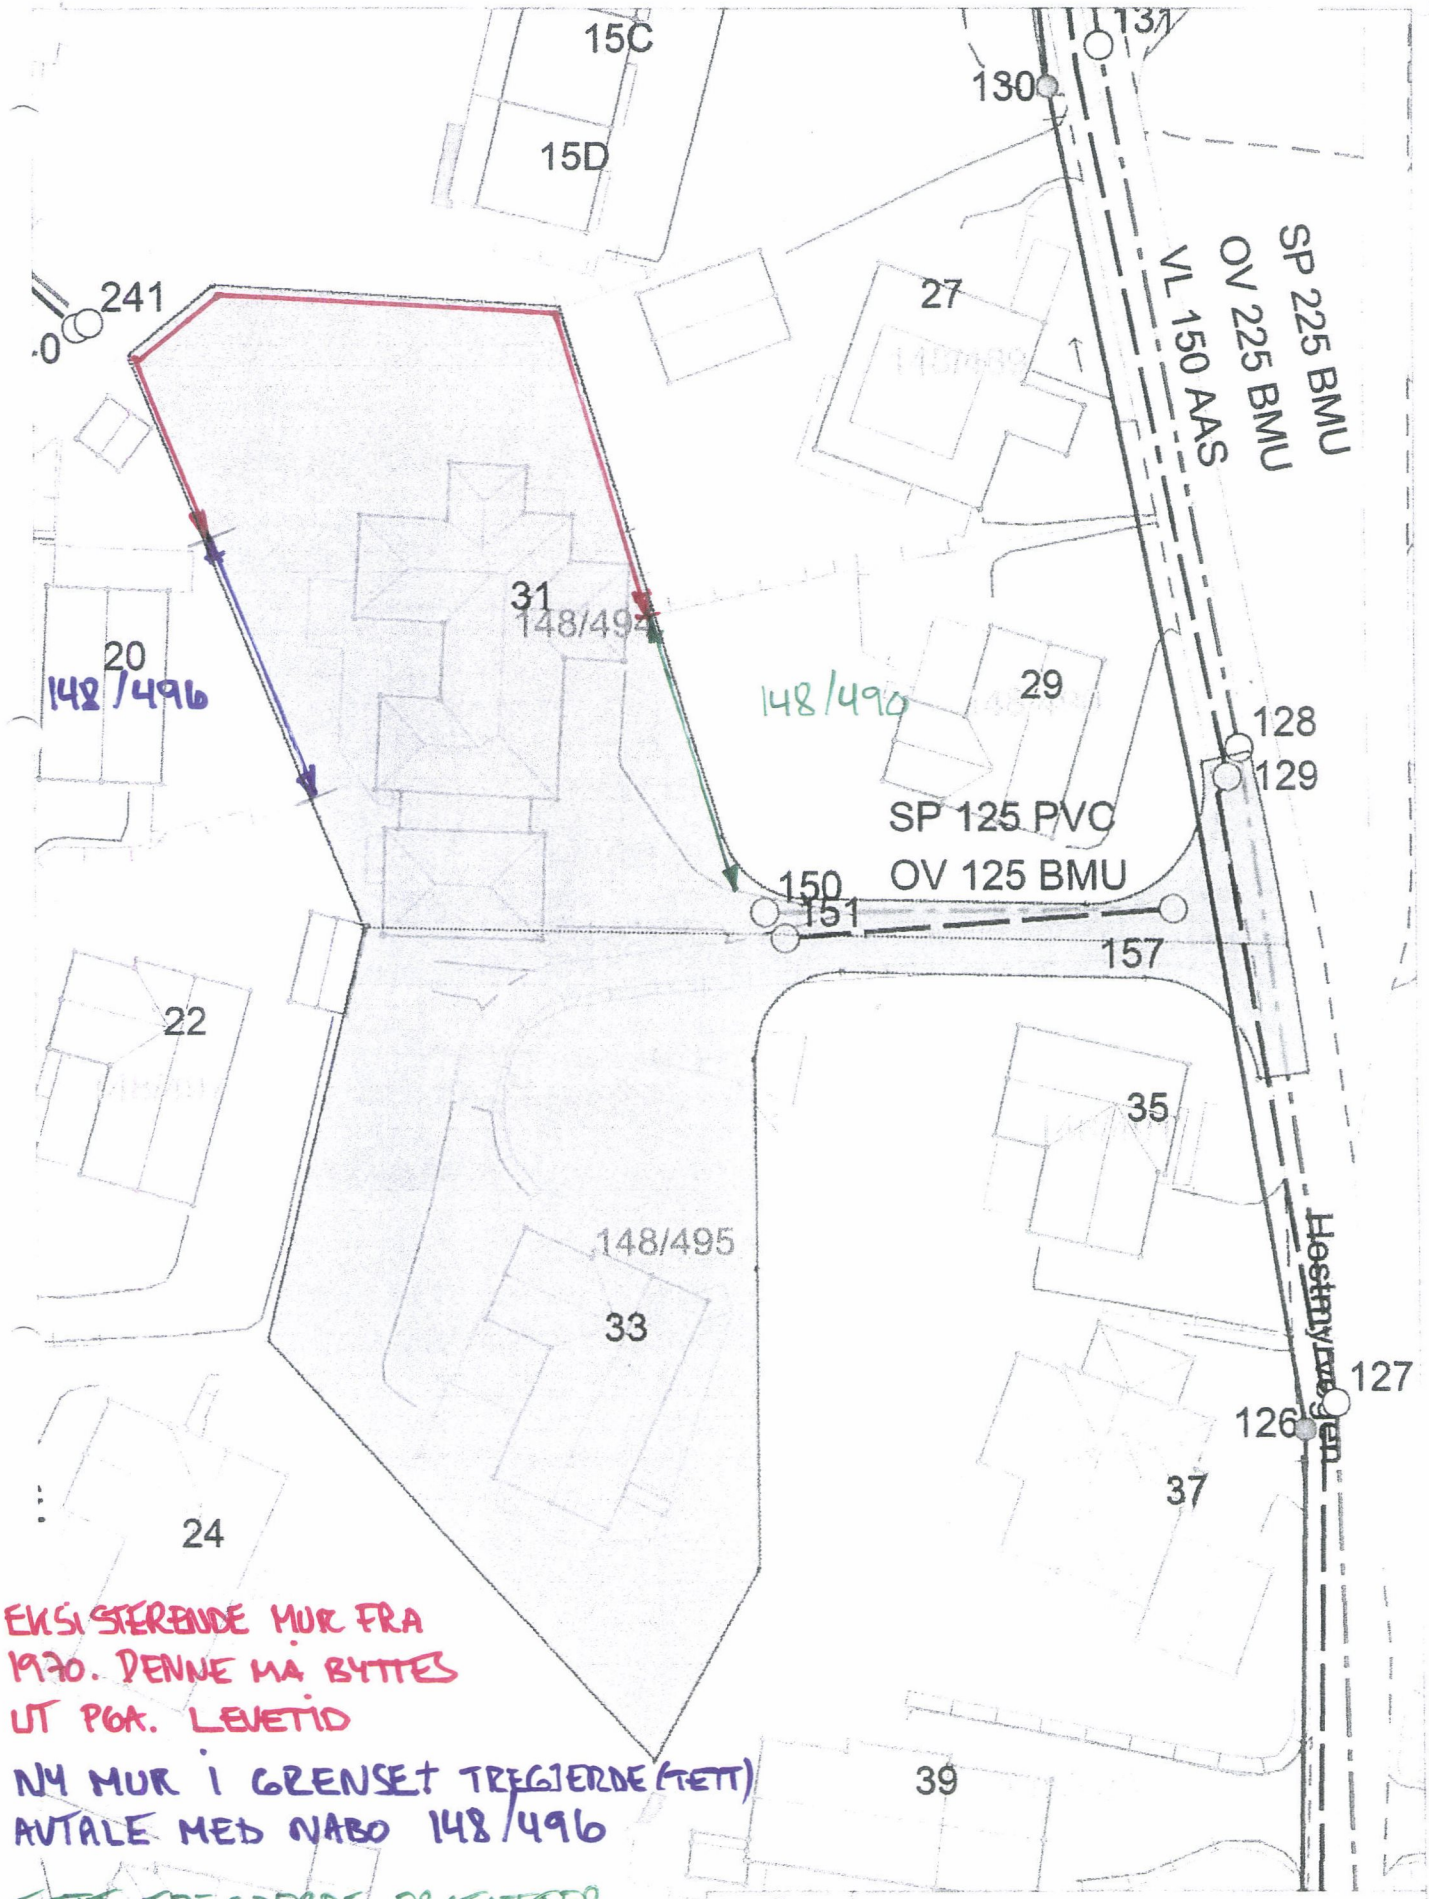 15C
131
130
15D
SP 225 BMU
OV 225 BMU
VL 150 AAS
241
27
31
148/494
20
148/496
148/490
29
128
129
SP 125 PVC
OV 125 BMU
150
151
157
22
35
148/495
33
Hestmyrvegen
127
126
37
24
39
EKSISTERENDE MUR FRA
1970. DENNE MÅ BYTTES
UT PGA. LEVETID
NY MUR I GRENSE+ TREGJERDE (TETT)
AVTALE MED NABO 148/496